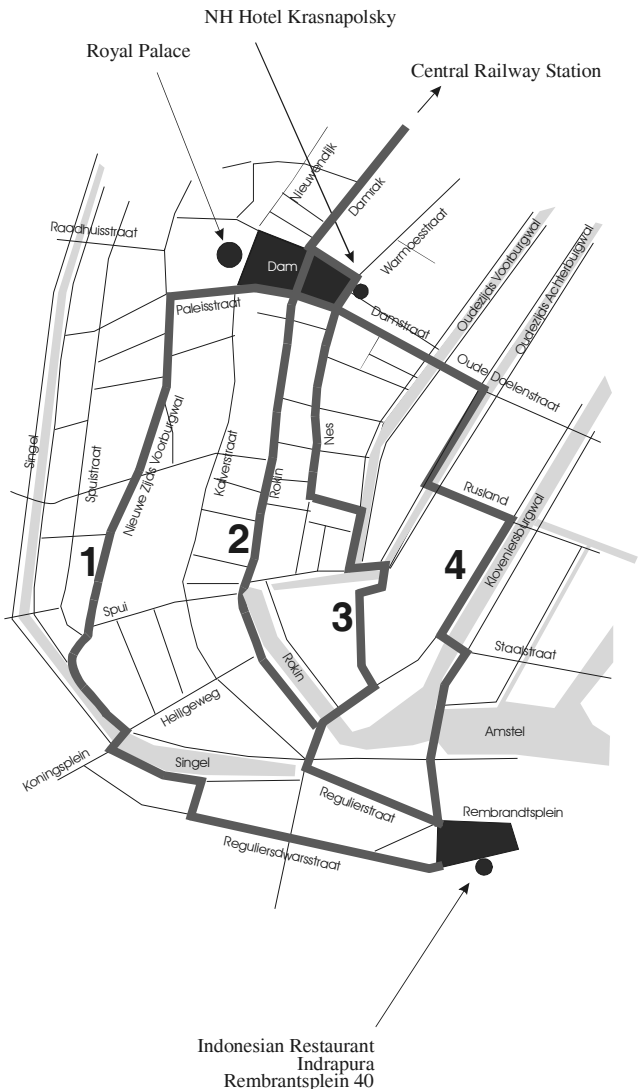 NH Hotel Krasnapolsky
Royal Palace
Central Railway Station
Nieuwendijk
Damrak
Raadhuisstraat
Warmoesstraat
Dam
Oudezijds Voorburgwal
Oudezijds Achterburgwal
Paleisstraat
Damstraat
Oude Doelenstraat
Singel
Spuistraat
Nieuwe Zijds Voorburgwal
Kalverstraat
Rokin
Nes
Rusland
Kloveniersburgwal
1
2
3
4
Spui
Staalstraat
Rokin
Heiligeweg
Amstel
Koningsplein
Singel
Regulierstraat
Rembrandtsplein
Reguliersdwarsstraat
Indonesian Restaurant
Indrapura
Rembrantsplein 40